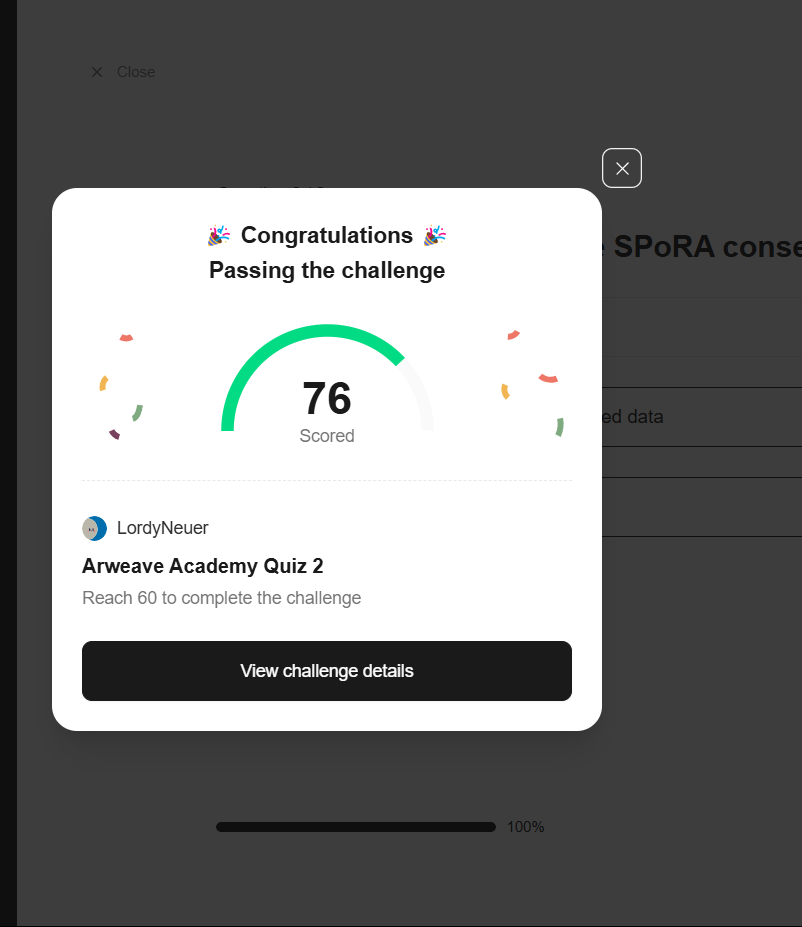 Close
Congratulations
Passing the challenge
SPoRA conse
76
Scored
ed data
LordyNeuer
Arweave Academy Quiz 2
Reach 60 to complete the challenge
View challenge details
100%